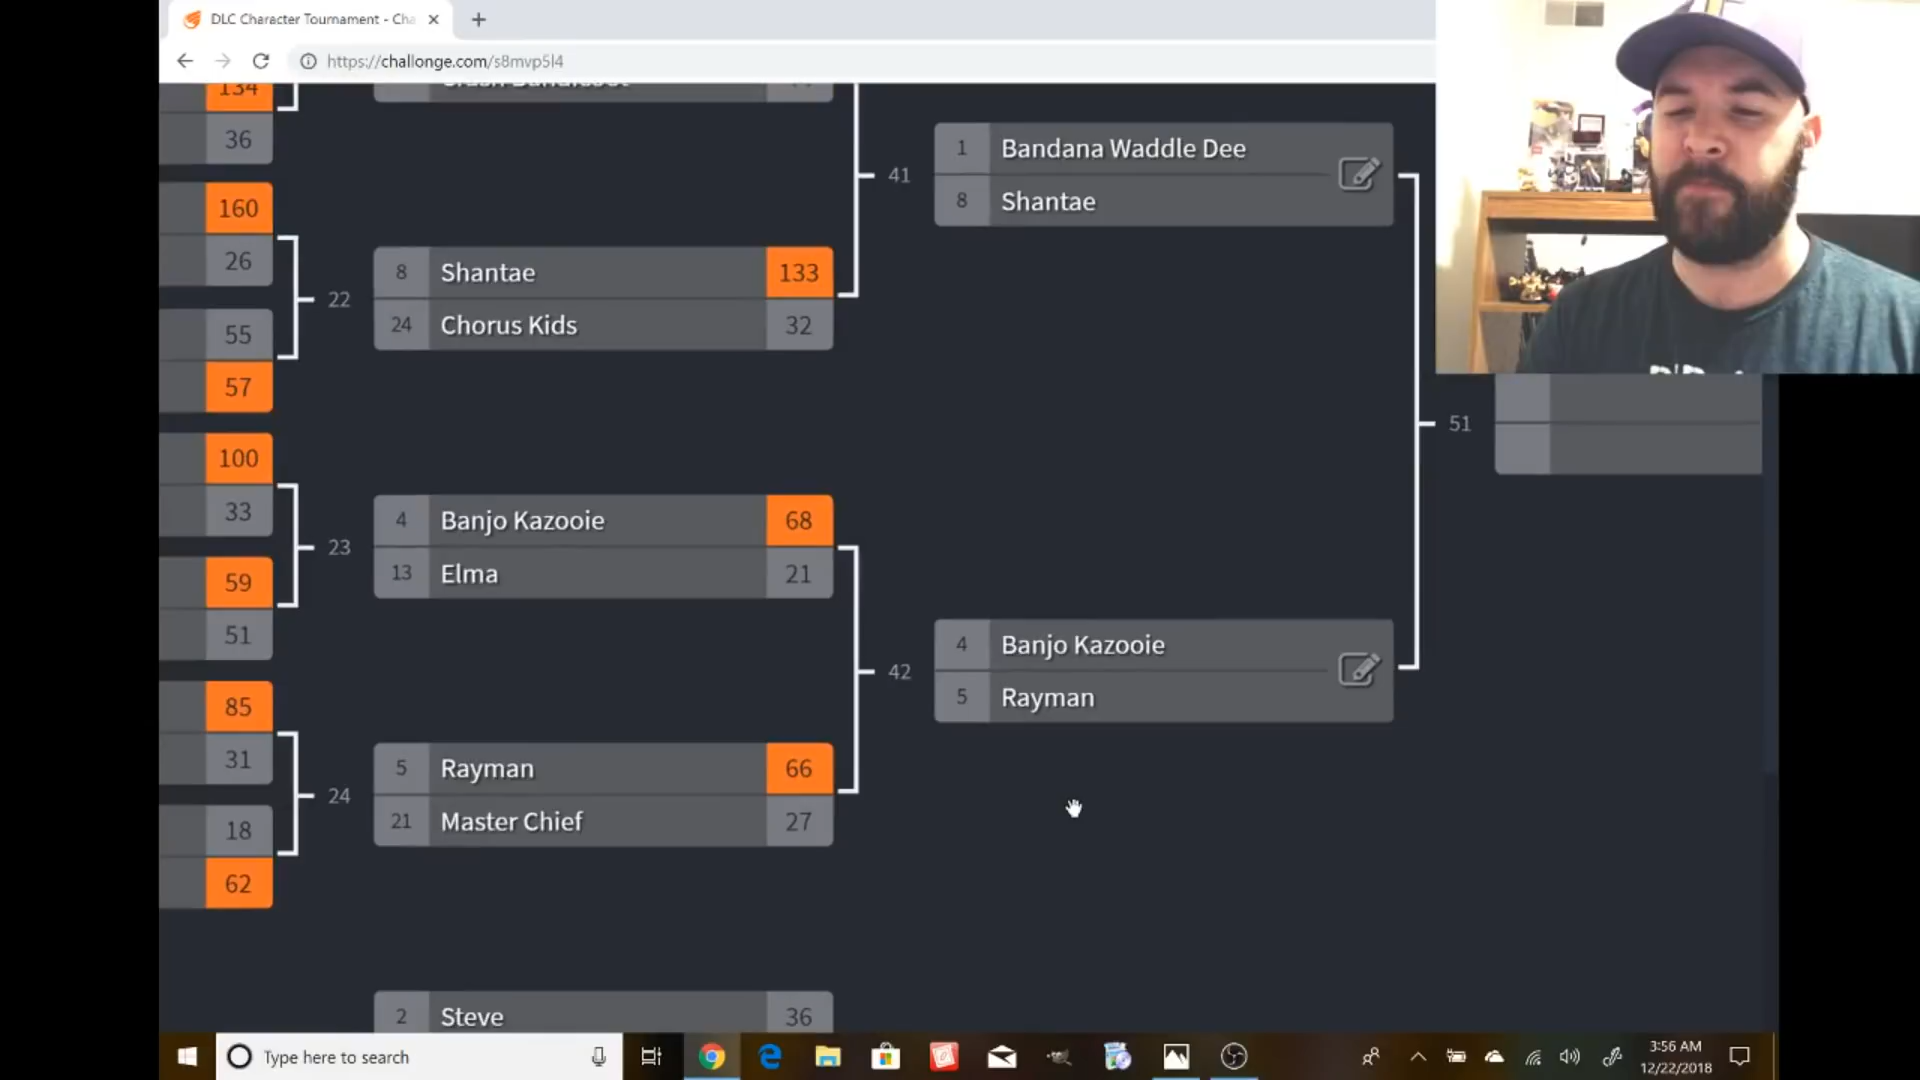 DLC Character Tournament - Cha
https://challonge.com/s8mvp5l4
134
36
160
26
55
57
100
33
59
51
85
31
18
62
22
8 Shantae 133
24 Chorus Kids 32
23
4 Banjo Kazooie 68
13 Elma 21
24
5 Rayman 66
21 Master Chief 27
2 Steve 36
41
1 Bandana Waddle Dee
8 Shantae
42
4 Banjo Kazooie
5 Rayman
51
Type here to search
3:56 AM
12/22/2018